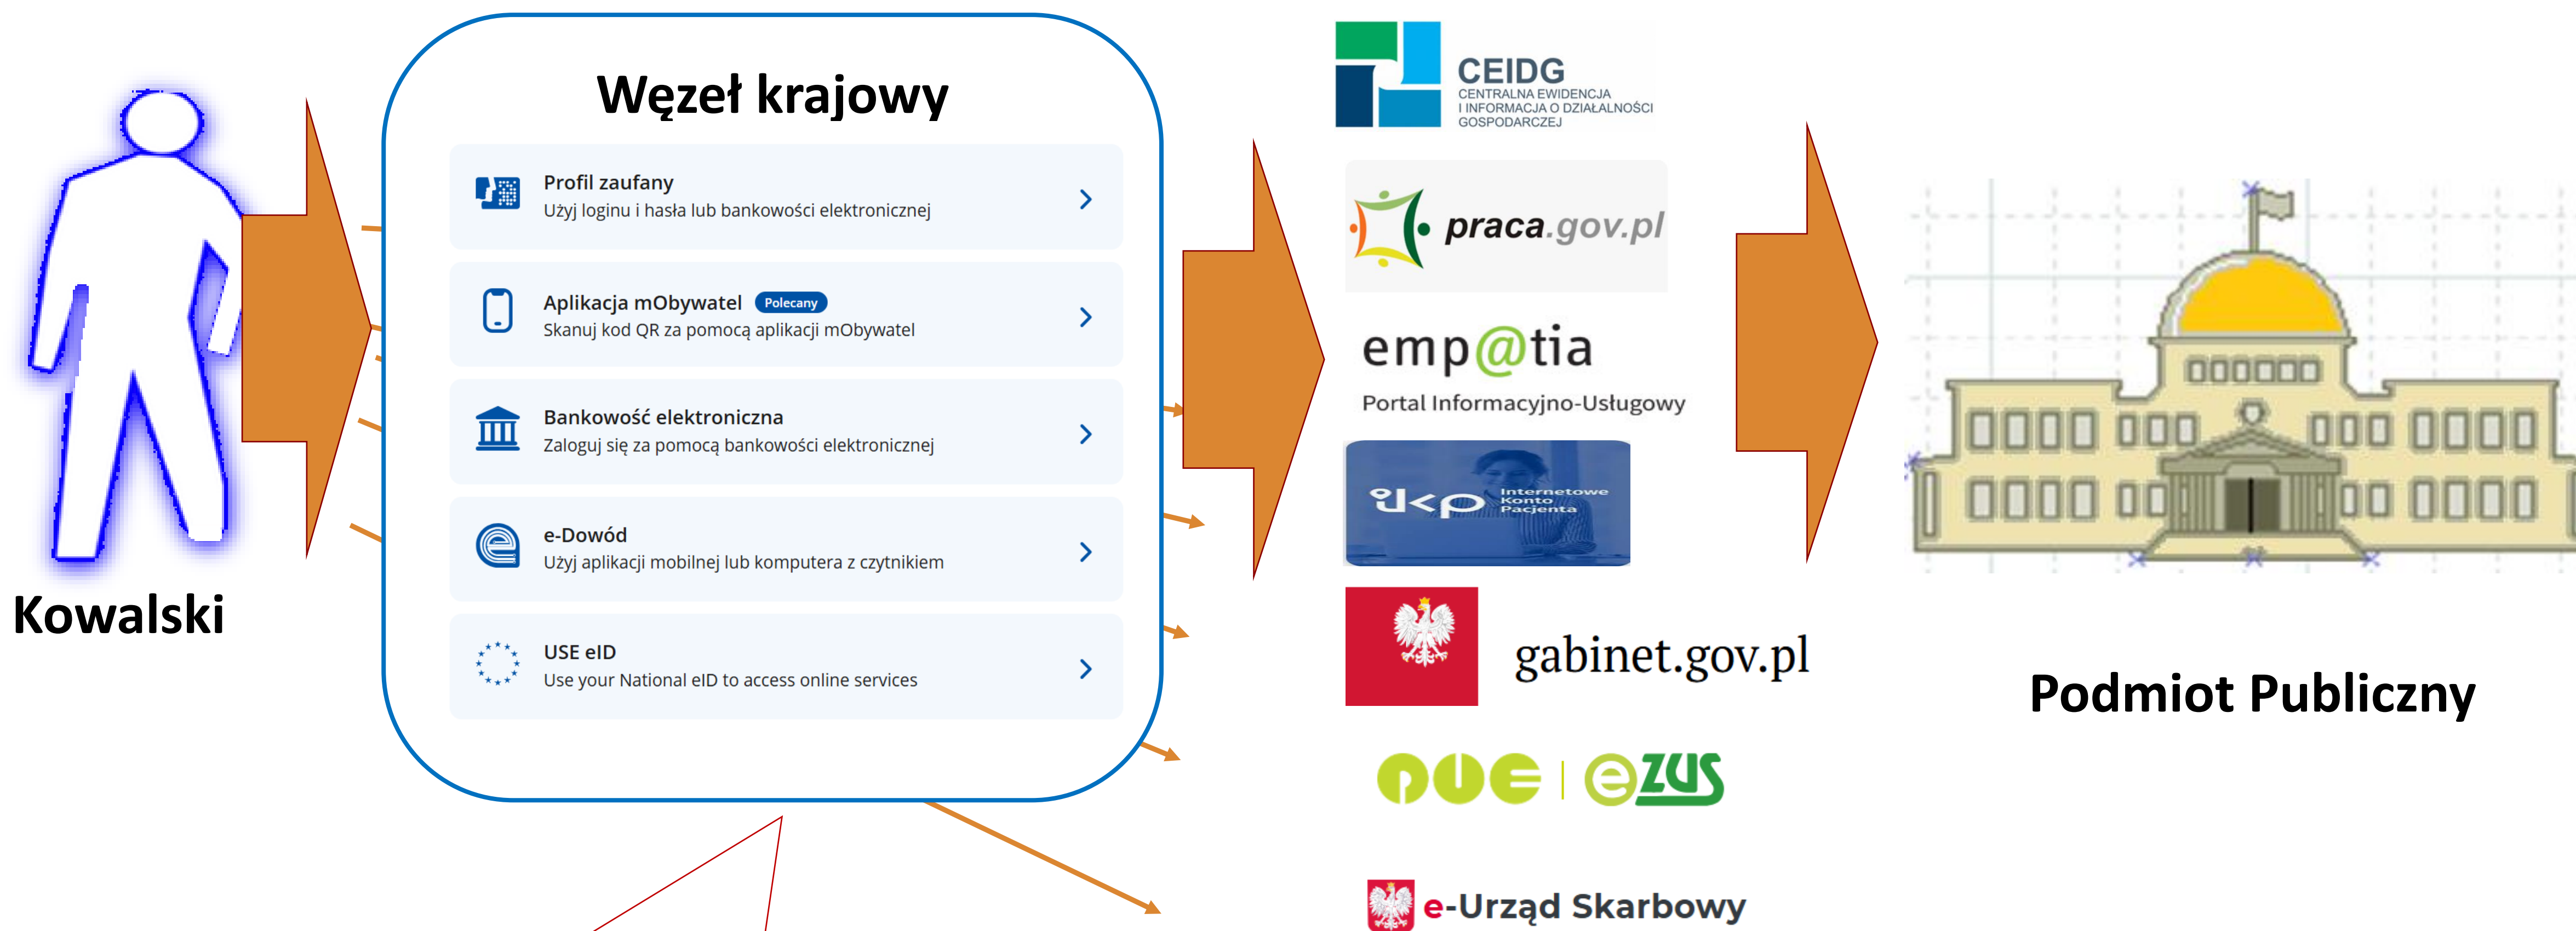 Kowalski
Węzeł krajowy
Profil zaufany
Użyj loginu i hasła lub bankowości elektronicznej
Aplikacja mObywatel Polecany
Skanuj kod QR za pomocą aplikacji mObywatel
Bankowość elektroniczna
Zaloguj się za pomocą bankowości elektronicznej
e-Dowód
Użyj aplikacji mobilnej lub komputera z czytnikiem
USE eID
Use your National eID to access online services
CEIDG
CENTRALNA EWIDENCJA
I INFORMACJA O DZIAŁALNOŚCI
GOSPODARCZEJ
praca.gov.pl
emp@tia
Portal Informacyjno-Usługowy
ikp Internetowe
Konto
Pacjenta
gabinet.gov.pl
PUE | eZUS
e-Urząd Skarbowy
Podmiot Publiczny